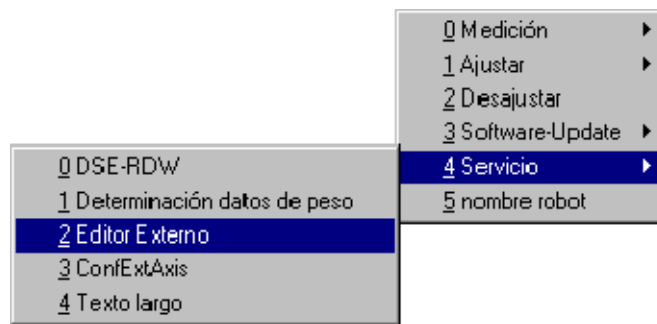 0 Medición
1 Ajustar
2 Desajustar
3 Software-Update
4 Servicio
5 nombre robot
0 DSE-RDW
1 Determinación datos de peso
2 Editor Externo
3 ConfExtAxis
4 Texto largo